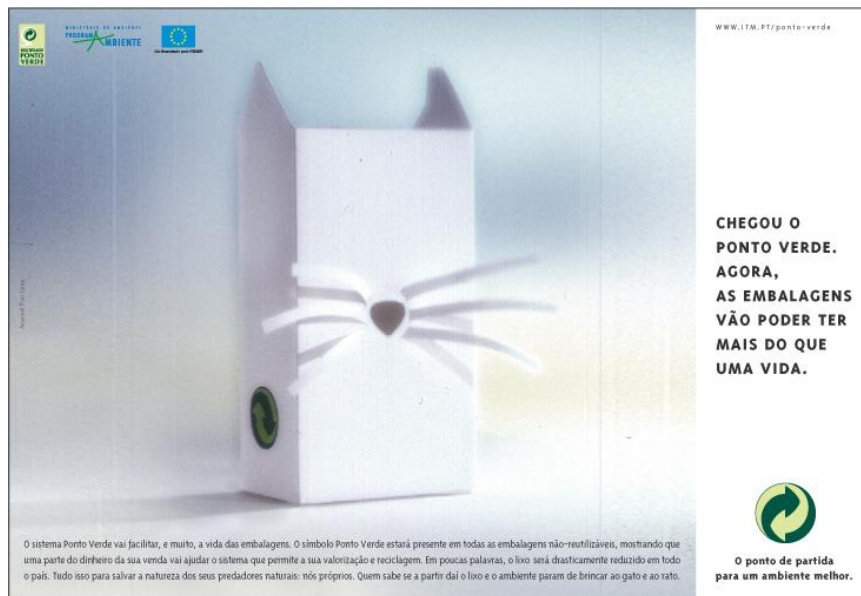 SOCIEDADE
PONTO
VERDE
MINISTÉRIO DO AMBIENTE
PROGRAMA
AMBIENTE
WWW.ITM.PT/ponto-verde
CHEGOU O
PONTO VERDE.
AGORA,
AS EMBALAGENS
VÃO PODER TER
MAIS DO QUE
UMA VIDA.
O sistema Ponto Verde vai facilitar, e muito, a vida das embalagens. O símbolo Ponto Verde estará presente em todas as embalagens não-reutilizáveis, mostrando que
uma parte do dinheiro da sua venda vai ajudar o sistema que permite a sua valorização e reciclagem. Em poucas palavras, o lixo será drasticamente reduzido em todo
o país. Tudo isso para salvar a natureza dos seus predadores naturais: nós próprios. Quem sabe se a partir daí o lixo e o ambiente param de brincar ao gato e ao rato.
O ponto de partida
para um ambiente melhor.